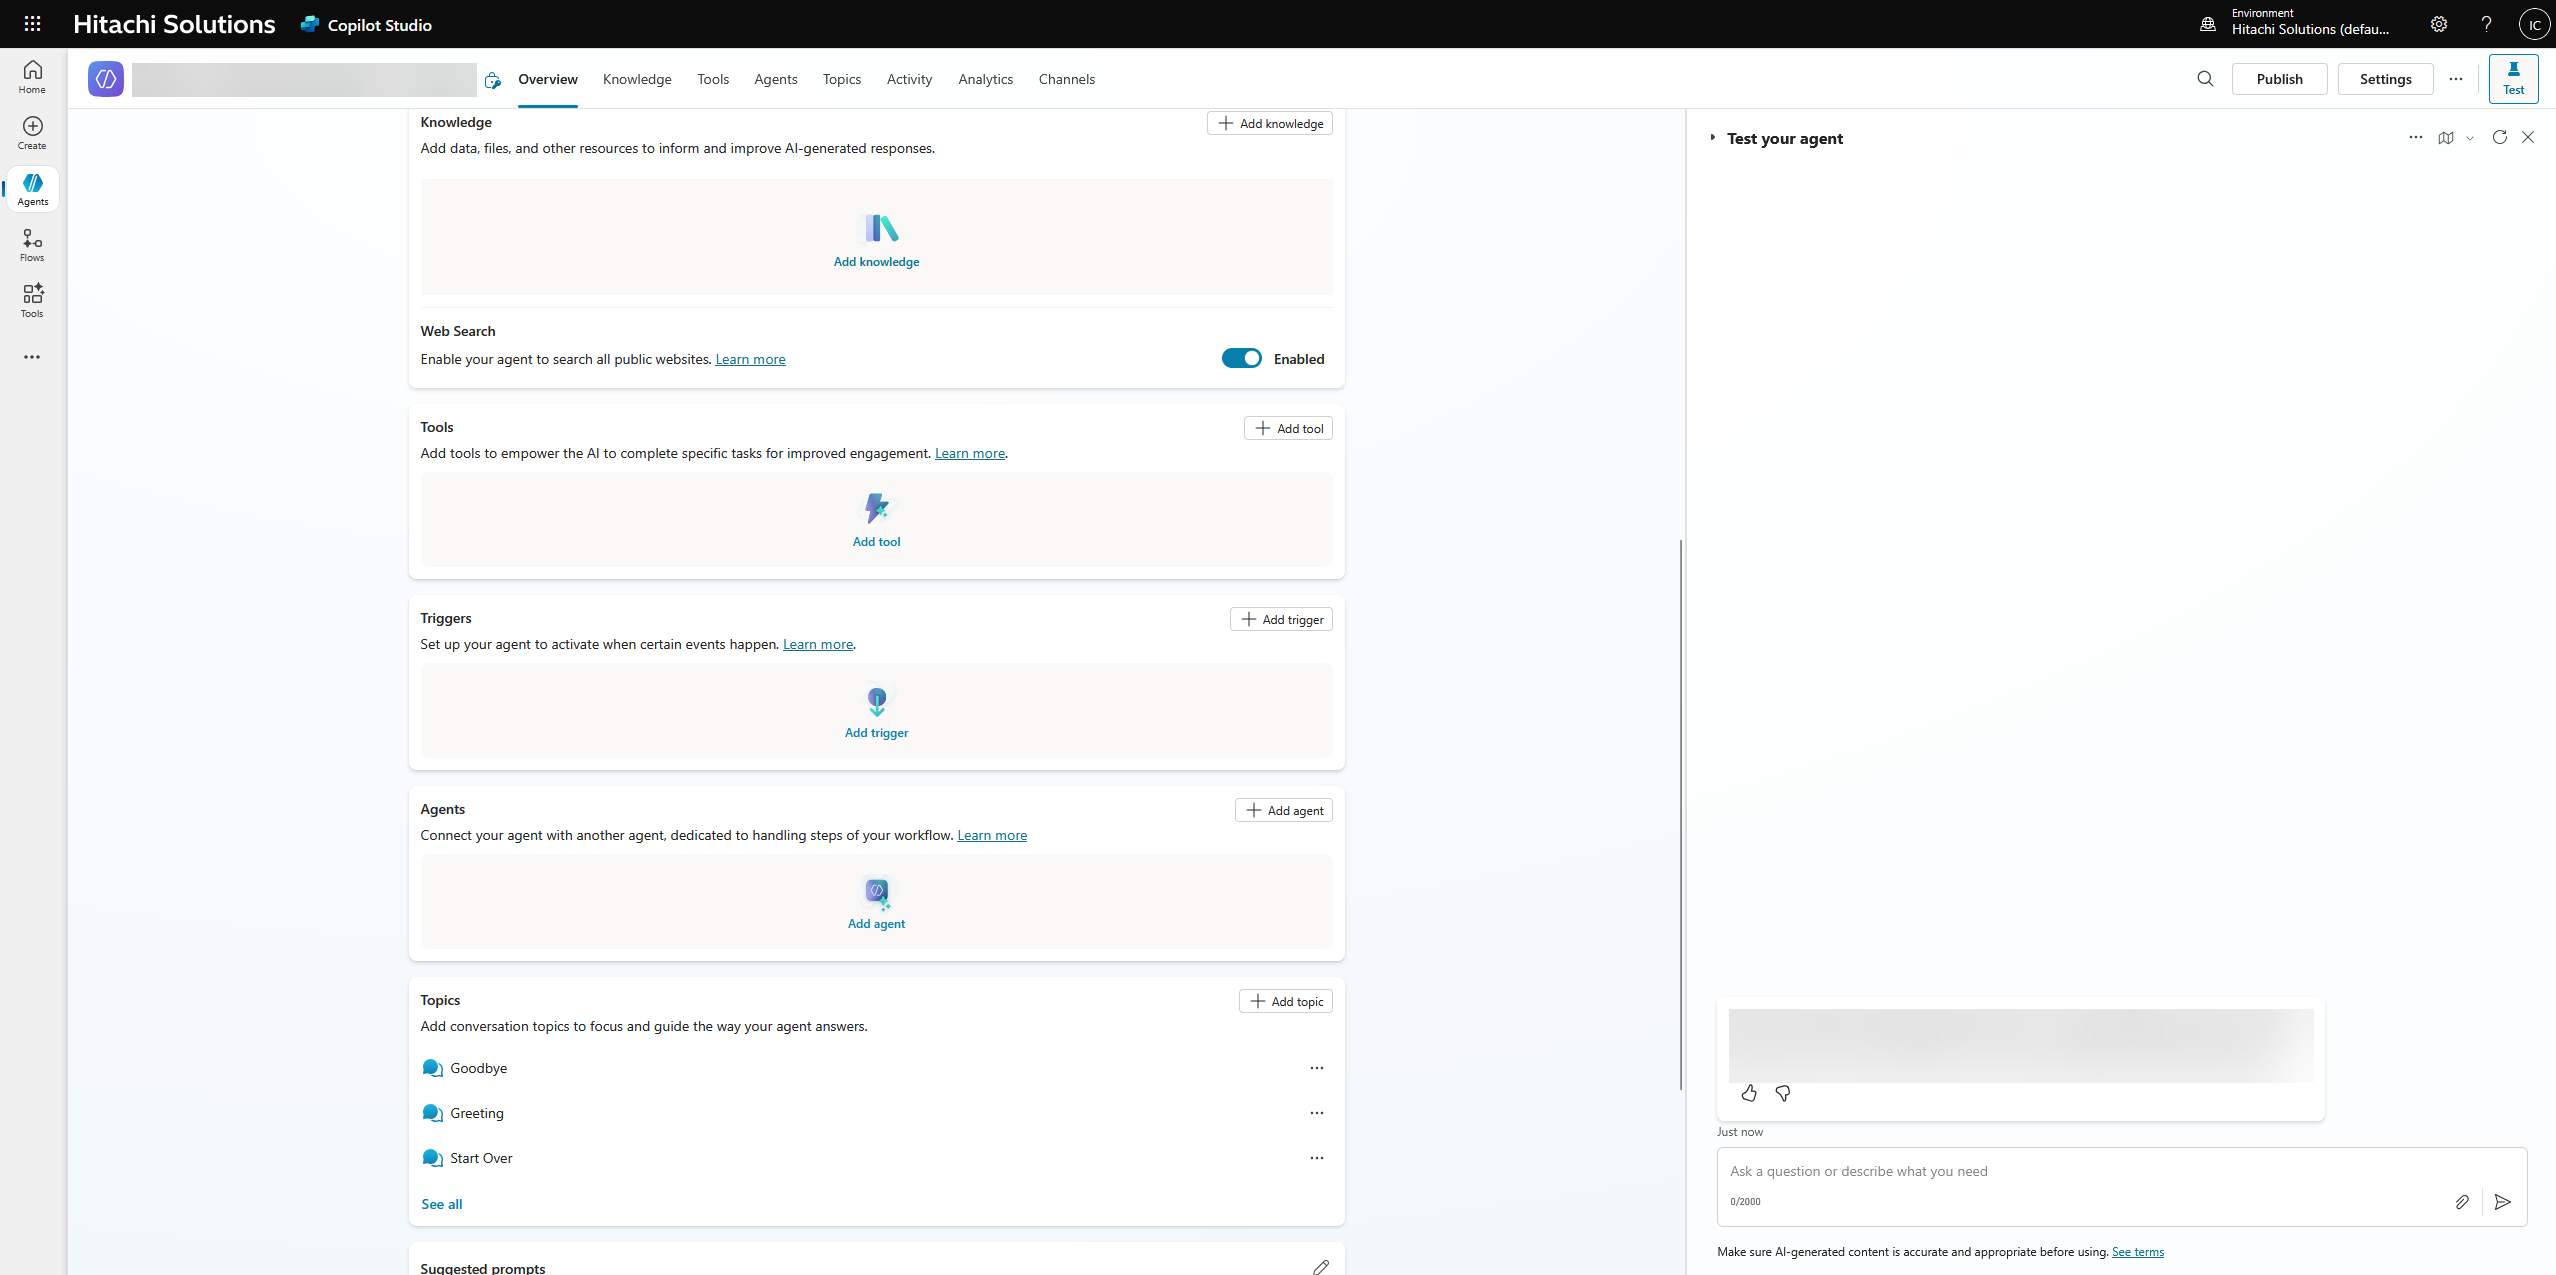 Hitachi Solutions
Copilot Studio
Environment
Hitachi Solutions (defau...
IC
Home
Create
Agents
Flows
Tools
Overview
Knowledge
Tools
Agents
Topics
Activity
Analytics
Channels
Publish
Settings
Test
Knowledge
Add knowledge
Add data, files, and other resources to inform and improve AI-generated responses.
Add knowledge
Web Search
Enable your agent to search all public websites. Learn more
Enabled
Tools
Add tool
Add tools to empower the AI to complete specific tasks for improved engagement. Learn more.
Add tool
Triggers
Add trigger
Set up your agent to activate when certain events happen. Learn more.
Add trigger
Agents
Add agent
Connect your agent with another agent, dedicated to handling steps of your workflow. Learn more
Add agent
Topics
Add topic
Add conversation topics to focus and guide the way your agent answers.
Goodbye
Greeting
Start Over
See all
Suggested prompts
Test your agent
Just now
Ask a question or describe what you need
0/2000
Make sure AI-generated content is accurate and appropriate before using. See terms